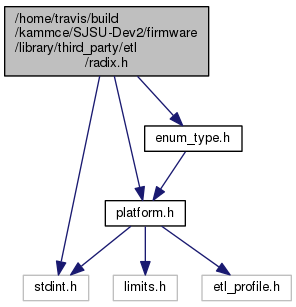 /home/travis/build
/kammce/SJSU-Dev2/firmware
/library/third_party/etl
/radix.h
enum_type.h
platform.h
stdint.h
limits.h
etl_profile.h